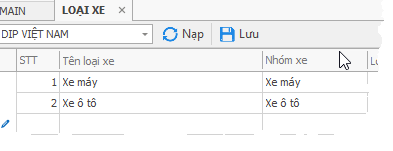 MAIN LOẠI XE
DIP VIỆT NAM Nạp Lưu
STT Tên loại xe Nhóm xe
1 Xe máy Xe máy
2 Xe ô tô Xe ô tô